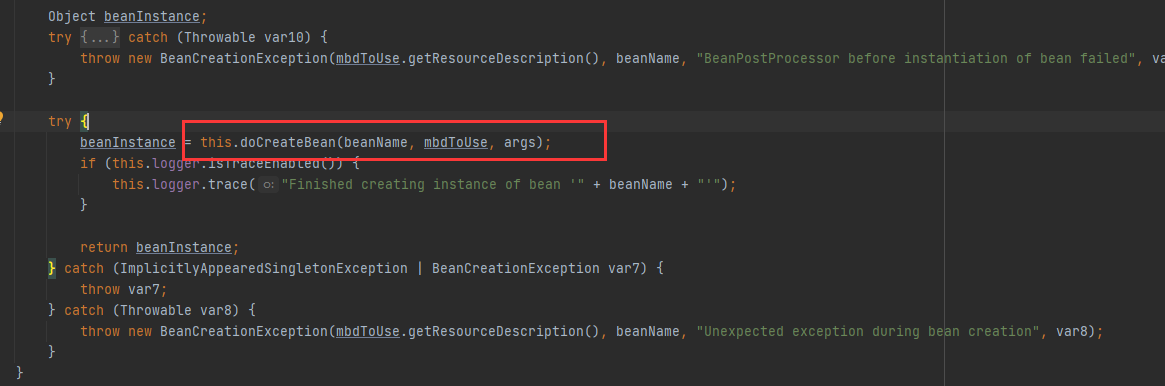 Object beanInstance;
try {...} catch (Throwable var10) {
throw new BeanCreationException(mbdToUse.getResourceDescription(), beanName, "BeanPostProcessor before instantiation of bean failed", va
}
try {
beanInstance = this.doCreateBean(beanName, mbdToUse, args);
if (this.logger.isTraceEnabled()) {
this.logger.trace( o: "Finished creating instance of bean '" + beanName + "'");
}
return beanInstance;
} catch (ImplicitlyAppearedSingletonException | BeanCreationException var7) {
throw var7;
} catch (Throwable var8) {
throw new BeanCreationException(mbdToUse.getResourceDescription(), beanName, "Unexpected exception during bean creation", var8);
}
}